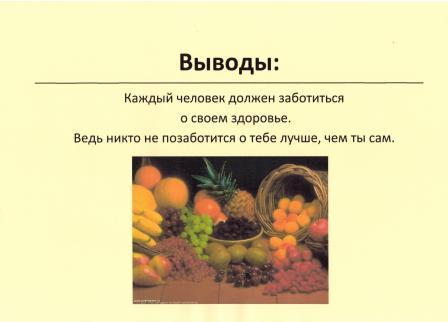 Выводы:
Каждый человек должен заботиться
о своем здоровье.
Ведь никто не позаботится о тебе лучше, чем ты сам.